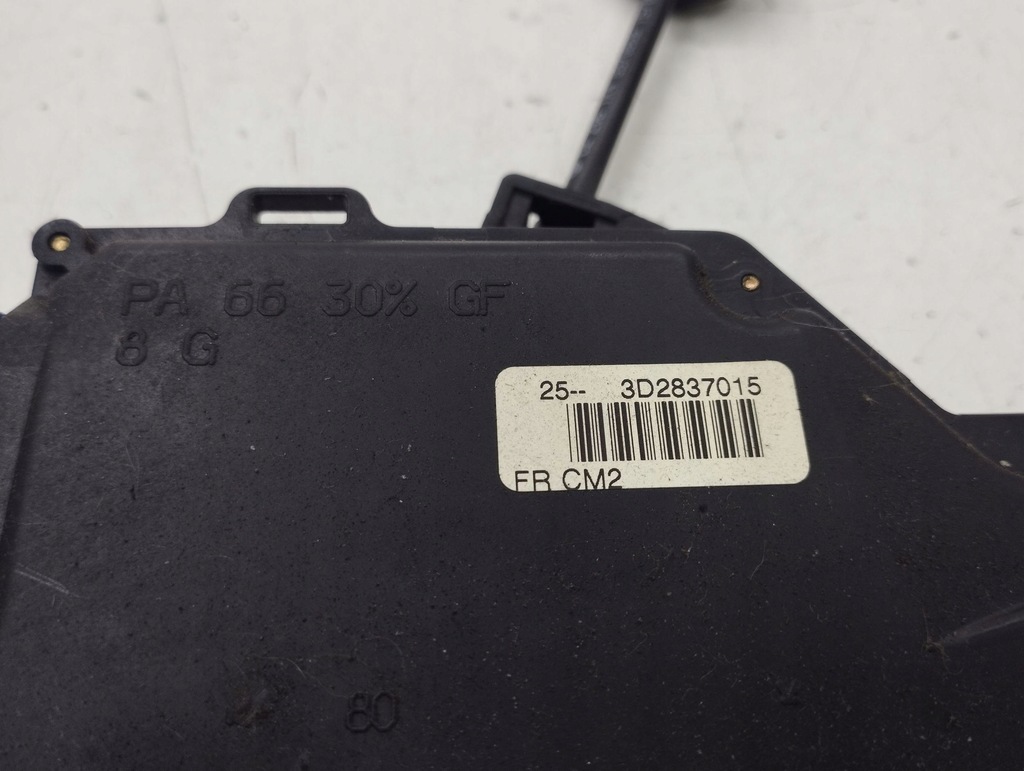 PA 66 30% GF
8 G
25-- 3D2837015
FR CM2
80